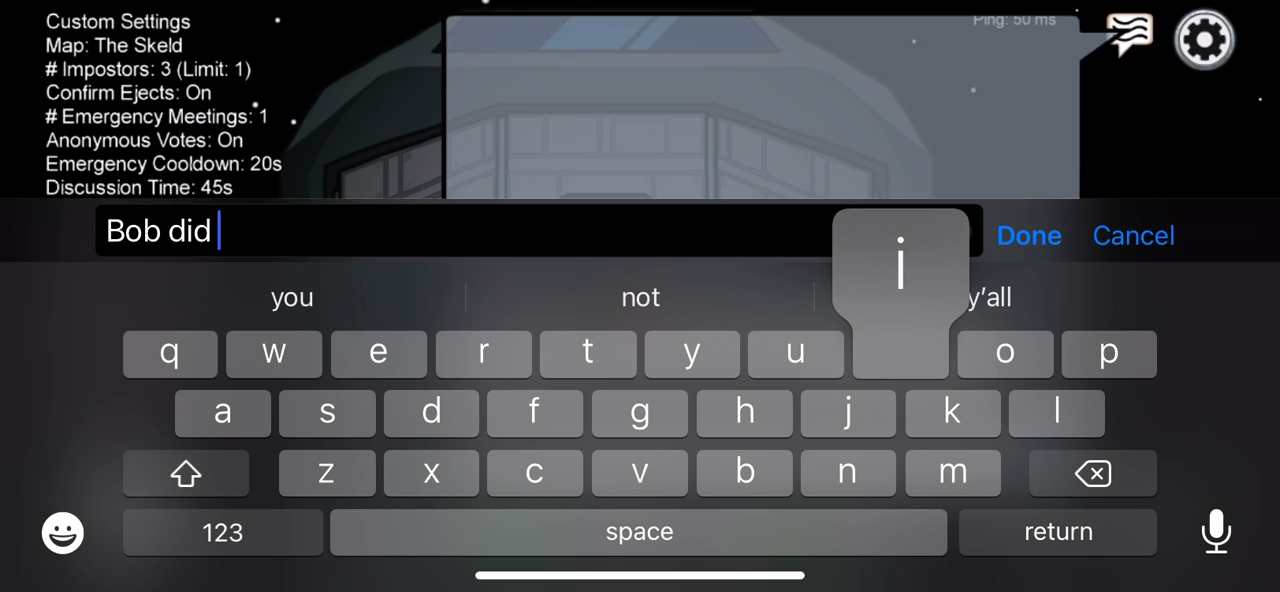 Custom Settings
Map: The Skeld
# Impostors: 3 (Limit: 1)
Confirm Ejects: On
# Emergency Meetings: 1
Anonymous Votes: On
Emergency Cooldown: 20s
Discussion Time: 45s
Ping: 50 ms
Bob did
Done Cancel
you not y'all
q w e r t y u i o p
a s d f g h j k l
z x c v b n m
123 space return